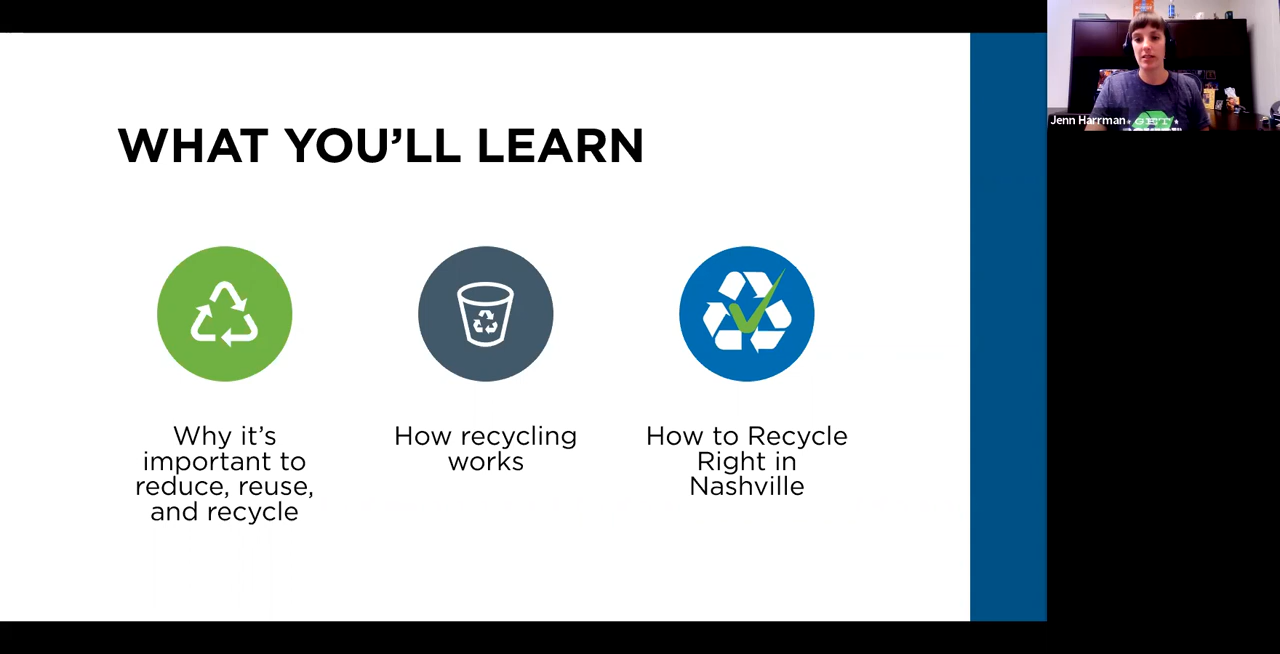 WHAT YOU'LL LEARN
Why it's
important to
reduce, reuse,
and recycle
How recycling
works
How to Recycle
Right in
Nashville
Jenn Harrman
GET